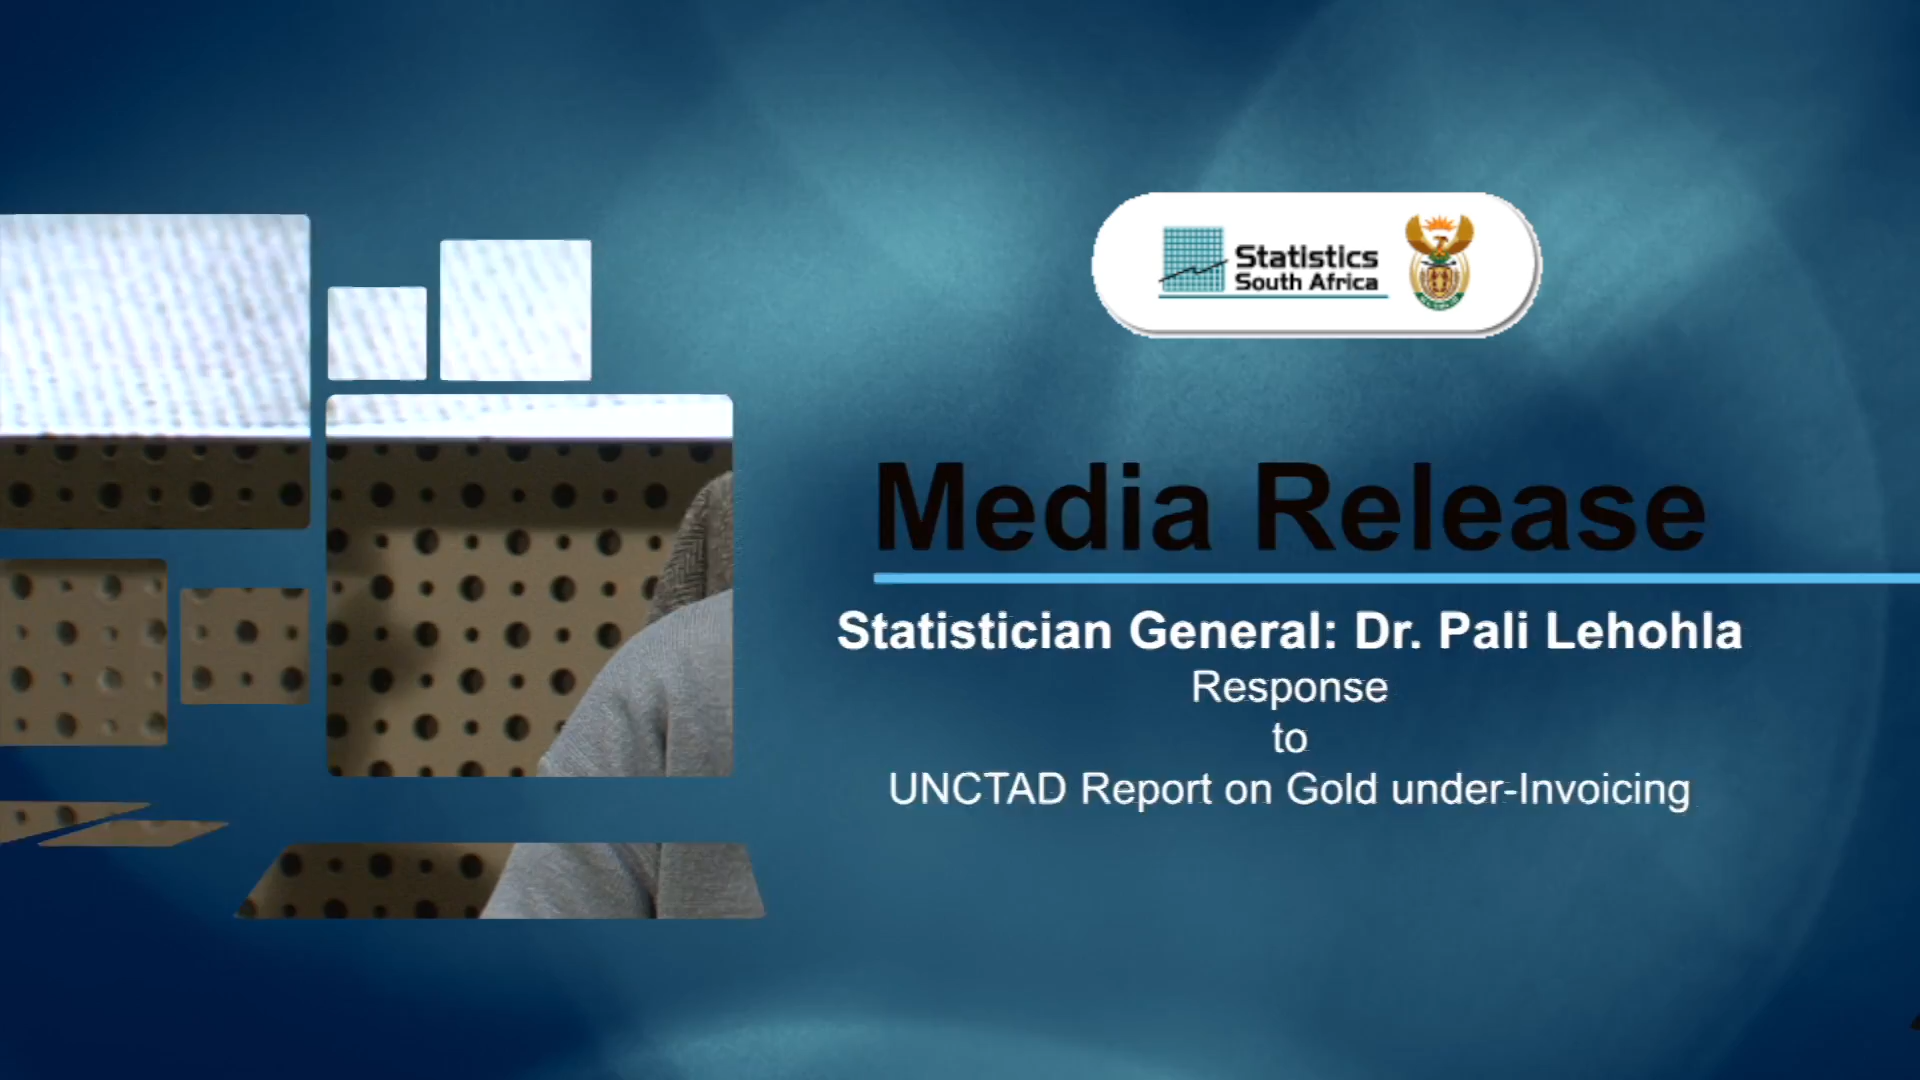 Statistics
South Africa
Media Release
Statistician General: Dr. Pali Lehohla
Response
to
UNCTAD Report on Gold under-Invoicing